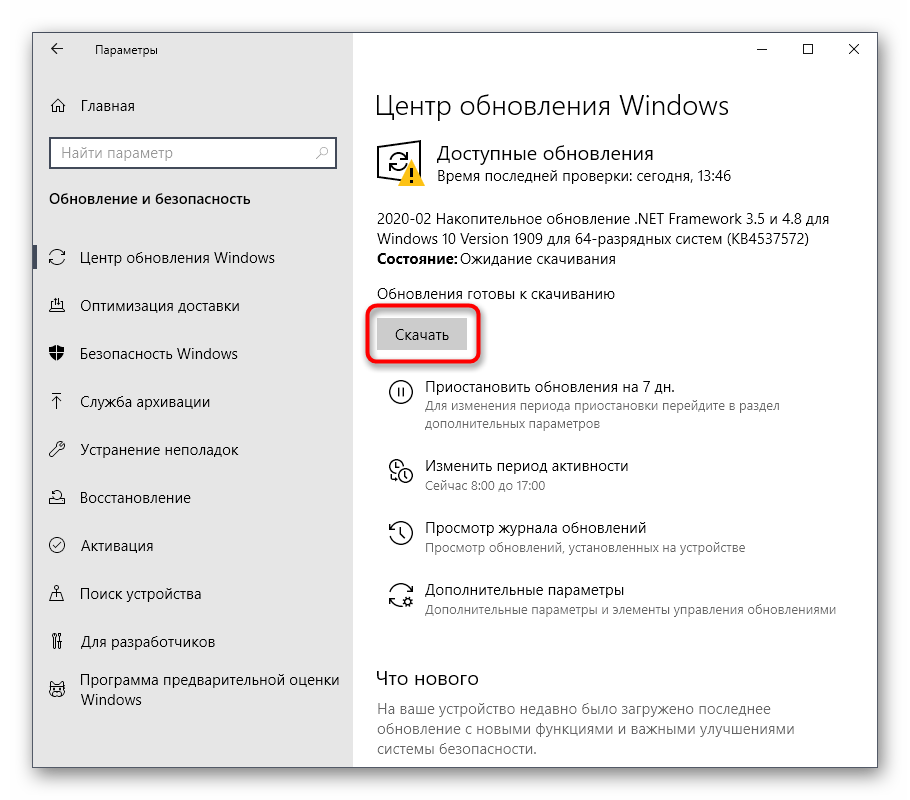 Параметры
Главная
Найти параметр
Обновление и безопасность
Центр обновления Windows
Оптимизация доставки
Безопасность Windows
Служба архивации
Устранение неполадок
Восстановление
Активация
Поиск устройства
Для разработчиков
Программа предварительной оценки
Windows
Центр обновления Windows
Доступные обновления
Время последней проверки: сегодня, 13:46
2020-02 Накопительное обновление .NET Framework 3.5 и 4.8 для
Windows 10 Version 1909 для 64-разрядных систем (KB4537572)
Состояние: Ожидание скачивания
Обновления готовы к скачиванию
Скачать
Приостановить обновления на 7 дн.
Для изменения периода приостановки перейдите в раздел
дополнительных параметров
Изменить период активности
Сейчас 8:00 до 17:00
Просмотр журнала обновлений
Просмотр обновлений, установленных на устройстве
Дополнительные параметры
Дополнительные параметры и элементы управления обновлениями
Что нового
На ваше устройство недавно было загружено последнее
обновление с новыми функциями и важными улучшениями
системы безопасности.